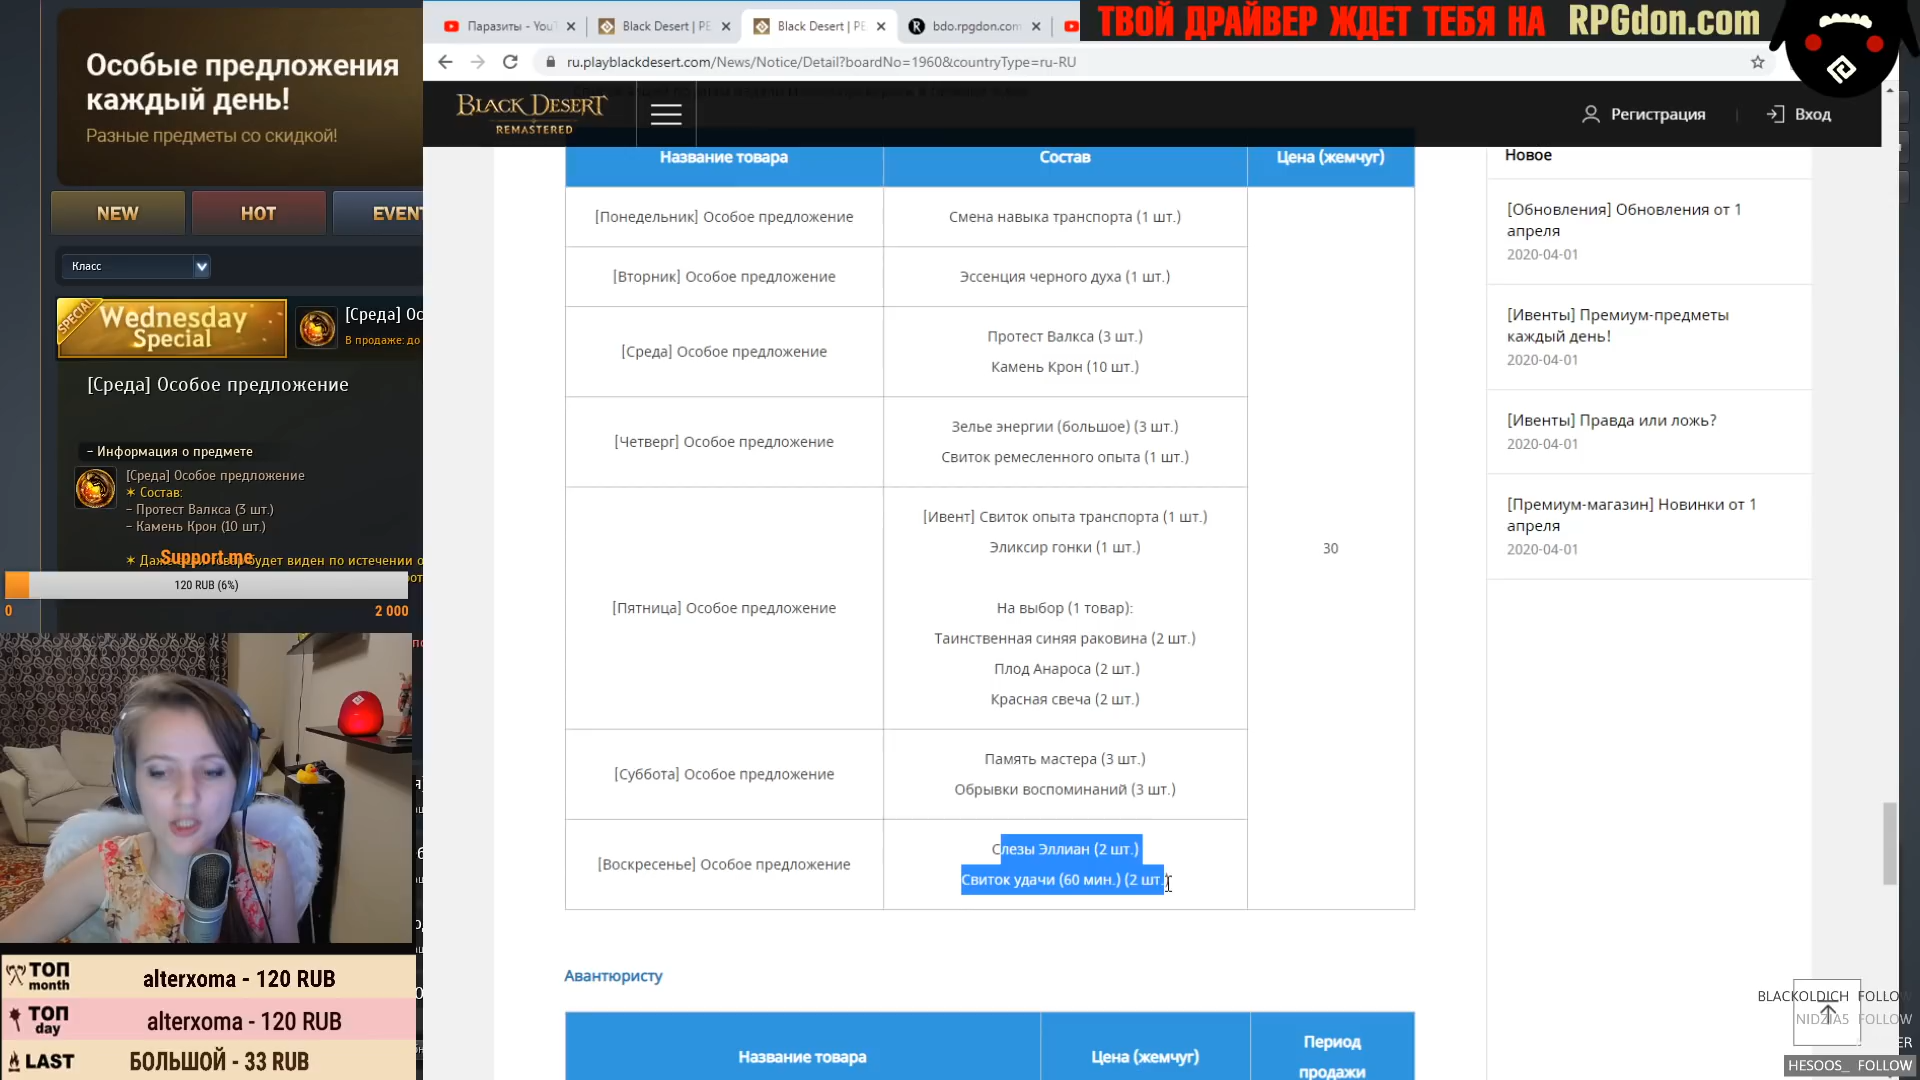 Особые предложения
каждый день!
Разные предметы со скидкой!
NEW
HOT
EVENT
Класс
SPECIAL
Wednesday
Special
[Среда] Ос
В продаже: до
[Среда] Особое предложение
– Информация о предмете
[Среда] Особое предложение
✶ Состав:
– Протест Валкса (3 шт.)
– Камень Крон (10 шт.)
Support me
120 RUB (6%)
0
2 000
ТОП
month
alterxoma - 120 RUB
ТОП
day
alterxoma - 120 RUB
LAST
БОЛЬШОЙ - 33 RUB
Паразиты - YouT
Black Desert | РЕ
Black Desert | РЕ
bdo.rpgdon.com
ТВОЙ ДРАЙВЕР ЖДЕТ ТЕБЯ НА RPGdon.com
ru.playblackdesert.com/News/Notice/Detail?boardNo=1960&countryType=ru-RU
BLACK DESERT
REMASTERED
Регистрация
Вход
Название товара
Состав
Цена (жемчуг)
[Понедельник] Особое предложение
Смена навыка транспорта (1 шт.)
[Вторник] Особое предложение
Эссенция черного духа (1 шт.)
[Среда] Особое предложение
Протест Валкса (3 шт.)
Камень Крон (10 шт.)
[Четверг] Особое предложение
Зелье энергии (большое) (3 шт.)
Свиток ремесленного опыта (1 шт.)
[Пятница] Особое предложение
[Ивент] Свиток опыта транспорта (1 шт.)
Эликсир гонки (1 шт.)
На выбор (1 товар):
Таинственная синяя раковина (2 шт.)
Плод Анароса (2 шт.)
Красная свеча (2 шт.)
30
[Суббота] Особое предложение
Память мастера (3 шт.)
Обрывки воспоминаний (3 шт.)
[Воскресенье] Особое предложение
Слезы Эллиан (2 шт.)
Свиток удачи (60 мин.) (2 шт.)
Авантюристу
Название товара
Цена (жемчуг)
Период
продажи
Новое
[Обновления] Обновления от 1
апреля
2020-04-01
[Ивенты] Премиум-предметы
каждый день!
2020-04-01
[Ивенты] Правда или ложь?
2020-04-01
[Премиум-магазин] Новинки от 1
апреля
2020-04-01
BLACKOLDICH FOLLOW
NIDZIA5 FOLLOW
HESOOS_ FOLLOW